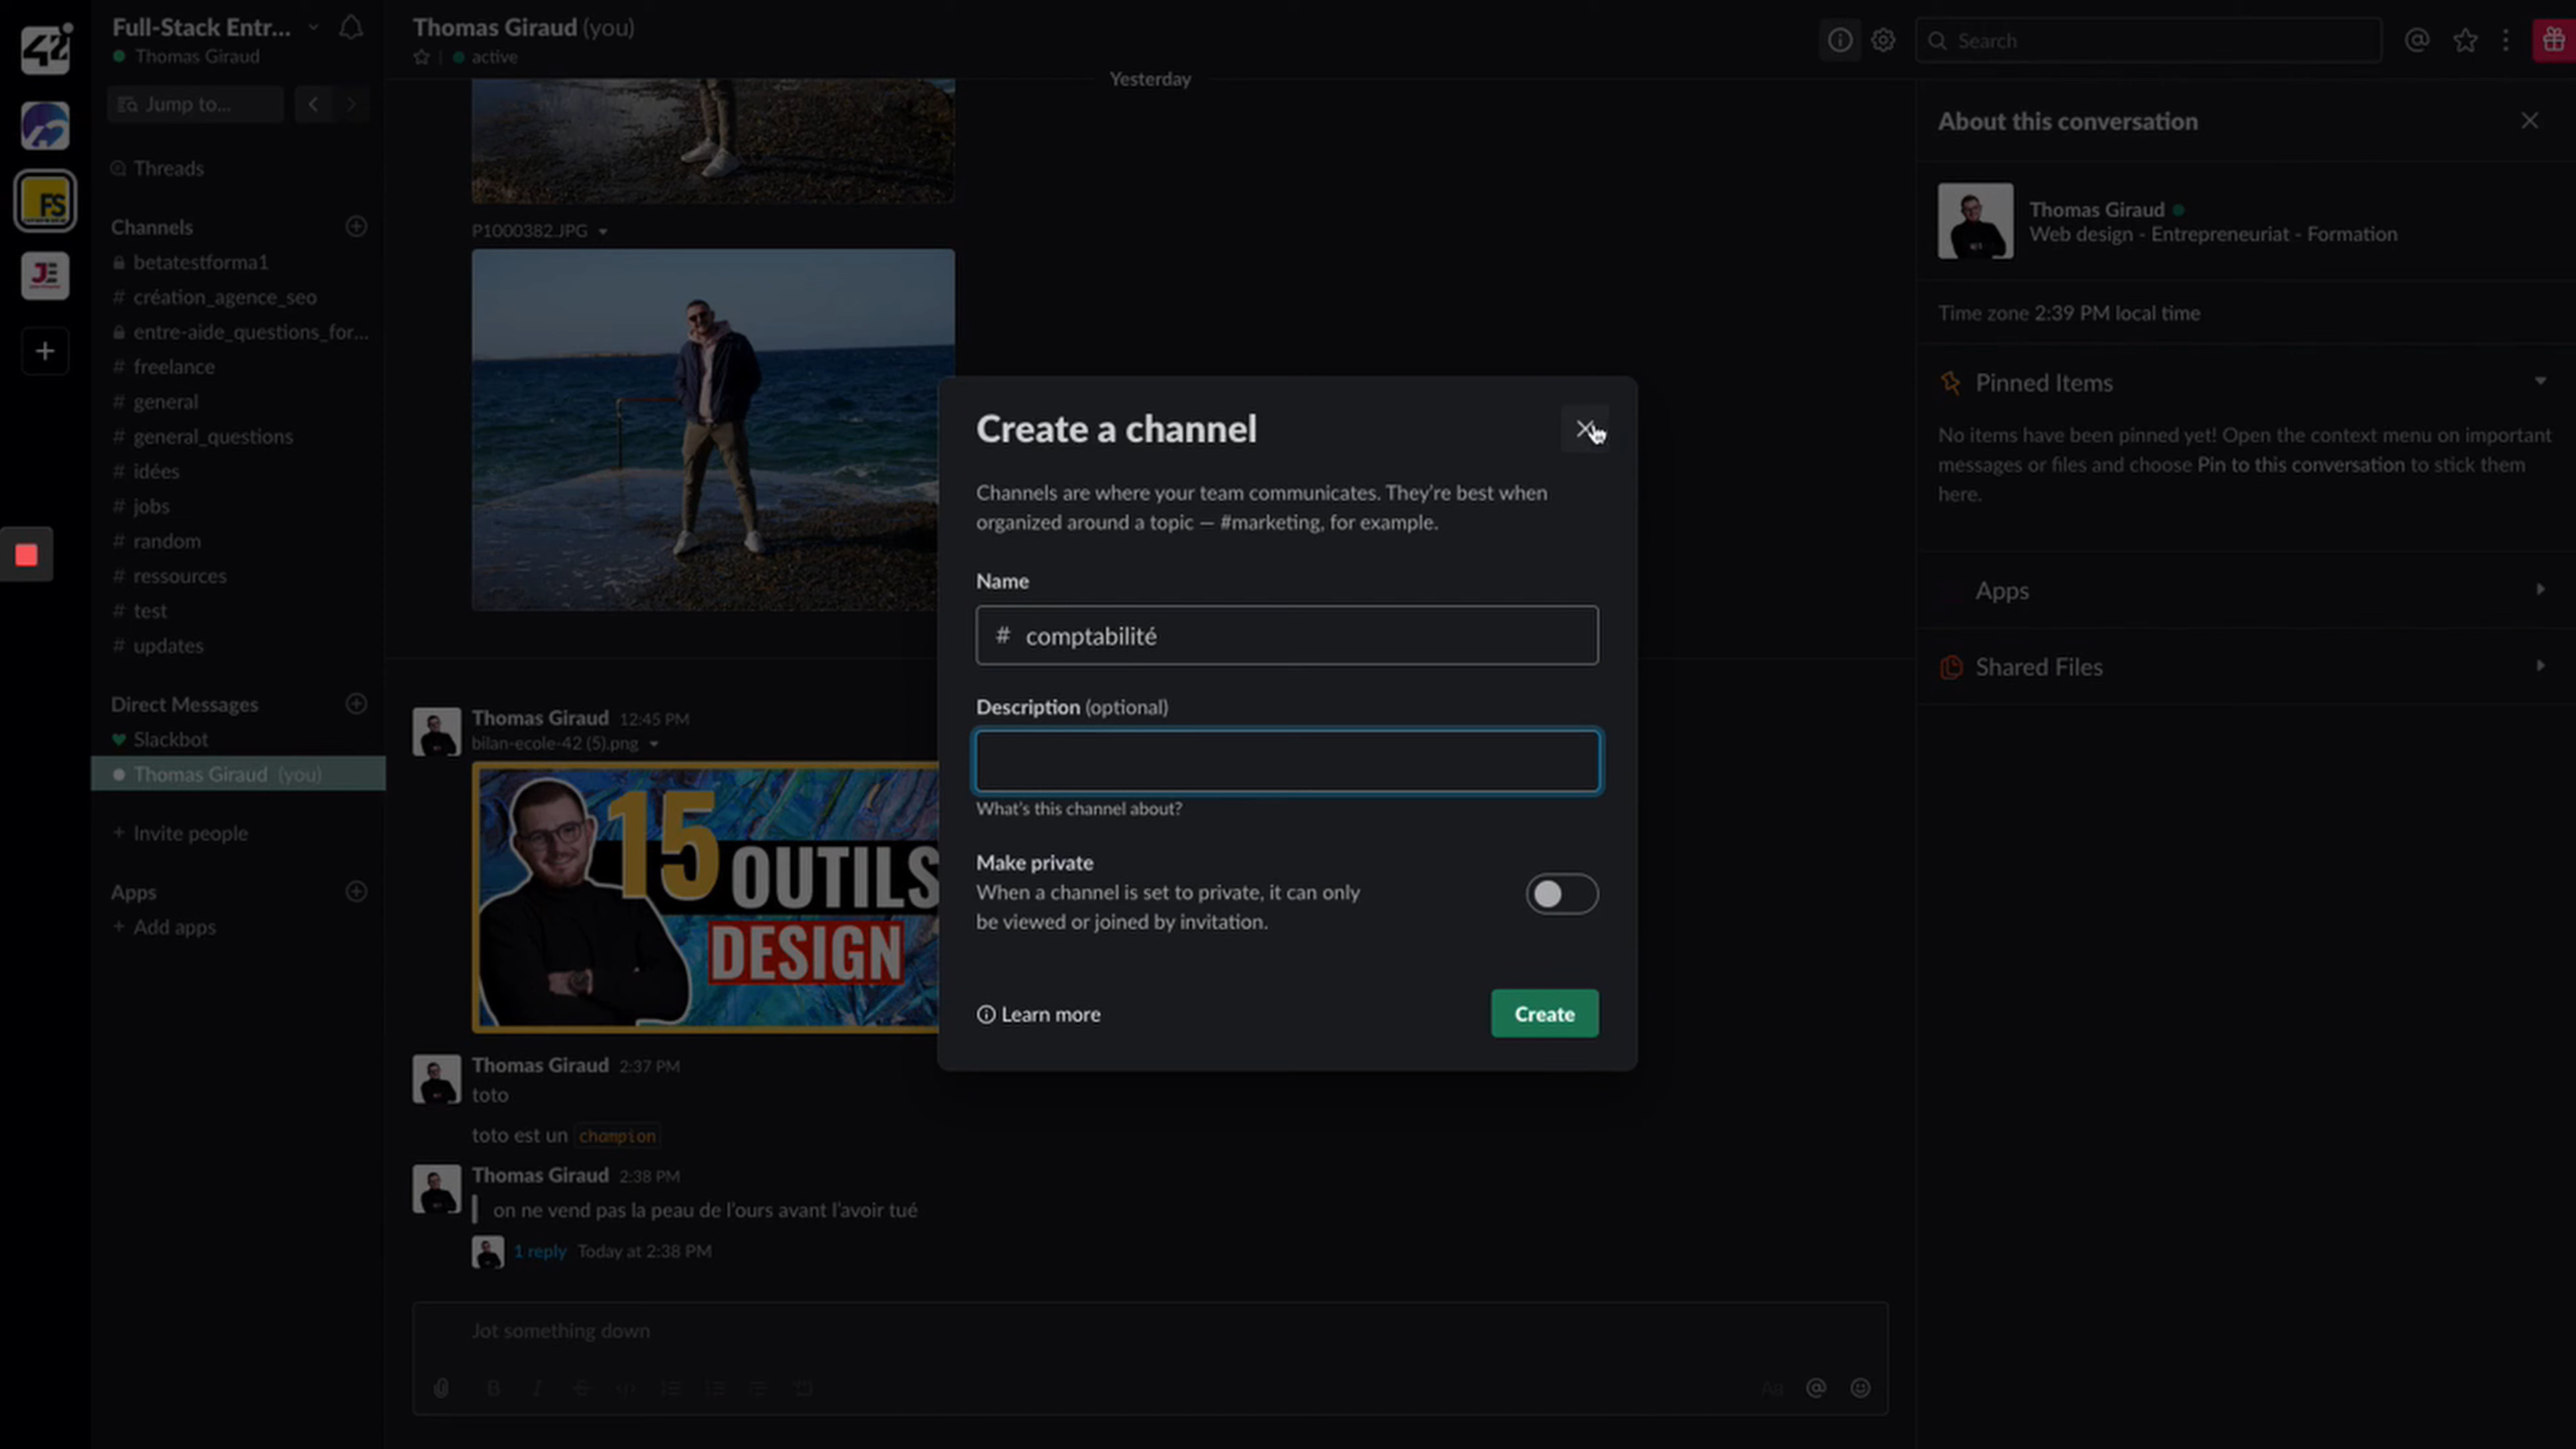 Full-Stack Entr...
Thomas Giraud
Jump to...
Threads
Channels
betatestforma1
# création_agence_seo
entre-aide_questions_for...
# freelance
# general
# general_questions
# idées
# jobs
# random
# ressources
# test
# updates
Direct Messages
Slackbot
Thomas Giraud (you)
+ Invite people
Apps
+ Add apps
FS
JE
Thomas Giraud (you)
active
Search
Yesterday
P1000382.JPG
Thomas Giraud 12:45 PM
bilan-ecole-42 (5).png
15 OUTILS
DESIGN
Thomas Giraud 2:37 PM
toto
toto est un champion
Thomas Giraud 2:38 PM
on ne vend pas la peau de l'ours avant l'avoir tué
1 reply Today at 2:38 PM
Jot something down
Aa
Create a channel
Channels are where your team communicates. They're best when
organized around a topic — #marketing, for example.
Name
# comptabilité
Description (optional)
What's this channel about?
Make private
When a channel is set to private, it can only
be viewed or joined by invitation.
Learn more
Create
About this conversation
Thomas Giraud
Web design - Entrepreneuriat - Formation
Time zone 2:39 PM local time
Pinned Items
No items have been pinned yet! Open the context menu on important
messages or files and choose Pin to this conversation to stick them
here.
Apps
Shared Files